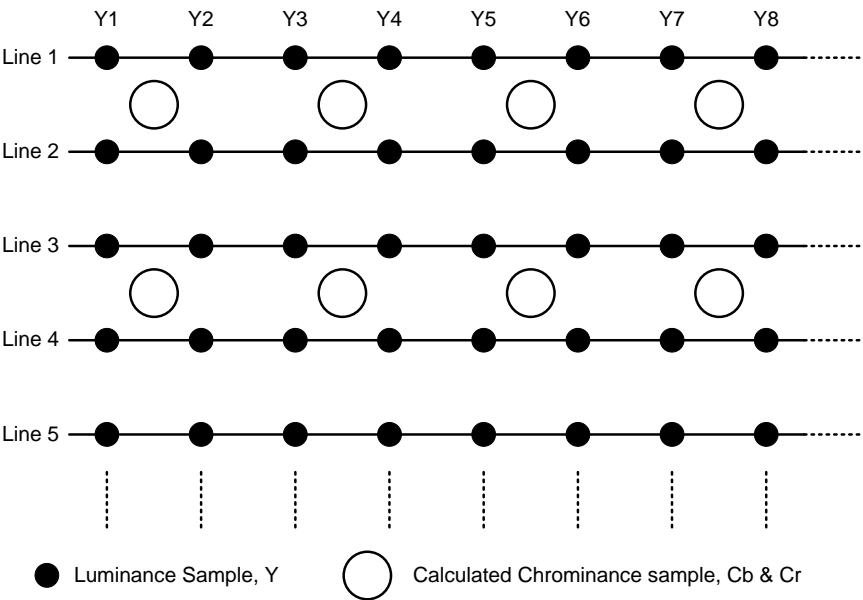 Y1 Y2 Y3 Y4 Y5 Y6 Y7 Y8
Line 1
Line 2
Line 3
Line 4
Line 5
Luminance Sample, Y Calculated Chrominance sample, Cb & Cr